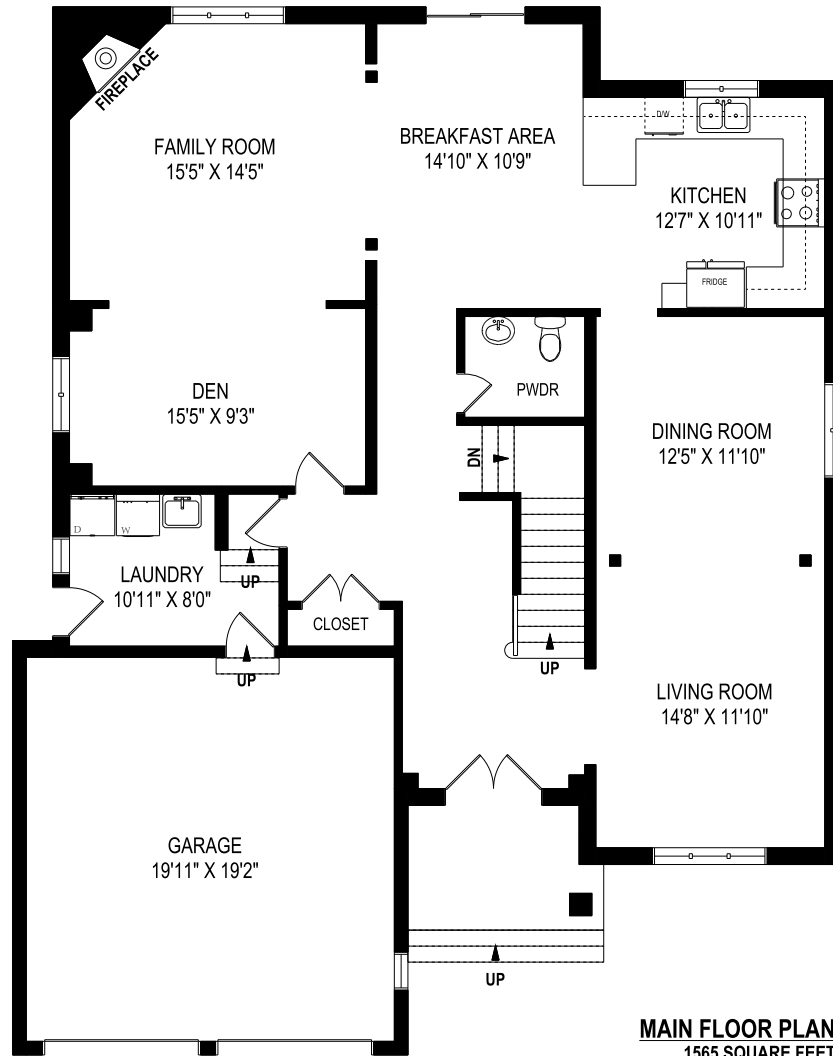 FIREPLACE
FAMILY ROOM
15'5" X 14'5"
BREAKFAST AREA
14'10" X 10'9"
D/W
KITCHEN
12'7" X 10'11"
FRIDGE
DEN
15'5" X 9'3"
PWDR
DINING ROOM
12'5" X 11'10"
DN
D
W
LAUNDRY
10'11" X 8'0"
UP
CLOSET
UP
UP
LIVING ROOM
14'8" X 11'10"
GARAGE
19'11" X 19'2"
UP
MAIN FLOOR PLAN
1565 SQUARE FEET